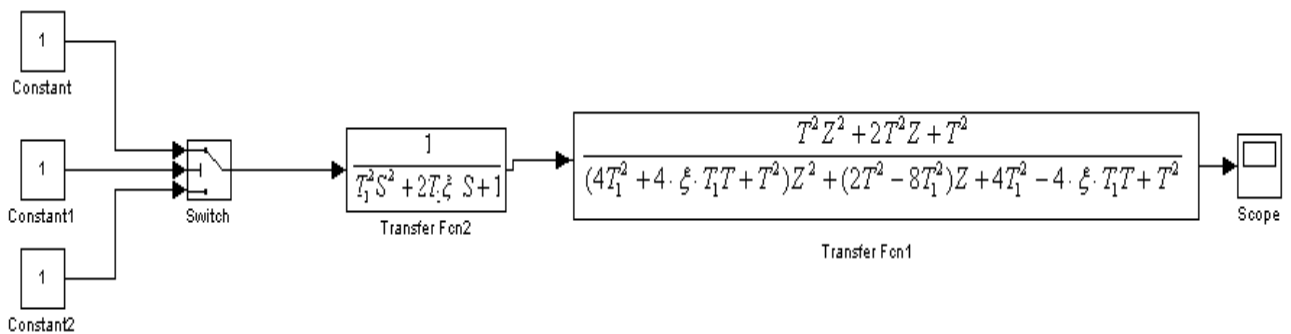 1
Constant
1
Constant1
1
Constant2
Switch
1
T₁²S²+2T₁ξ S+1
Transfer Fcn2
T²Z²+2T²Z+T²
(4T₁²+4·ξ·T₁T+T²)Z²+(2T²-8T₁²)Z+4T₁²-4·ξ·T₁T+T²
Transfer Fcn1
Scope